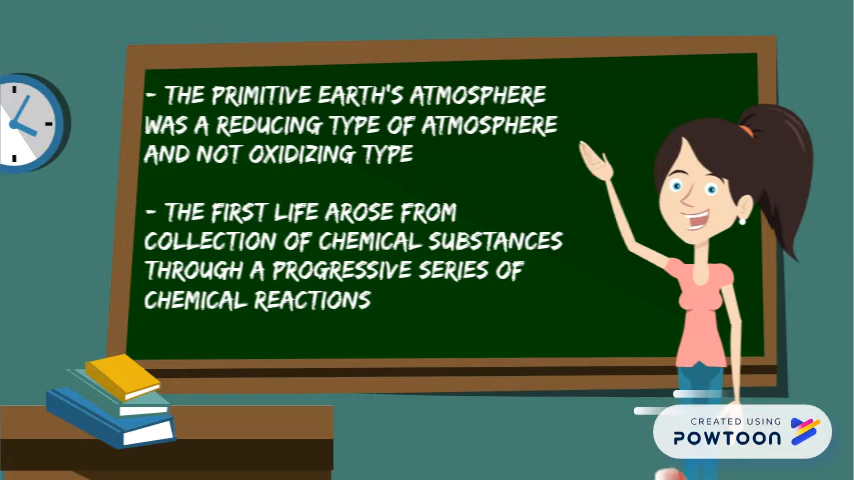 - THE PRIMITIVE EARTH'S ATMOSPHERE
WAS A REDUCING TYPE OF ATMOSPHERE
AND NOT OXIDIZING TYPE
- THE FIRST LIFE AROSE FROM
COLLECTION OF CHEMICAL SUBSTANCES
THROUGH A PROGRESSIVE SERIES OF
CHEMICAL REACTIONS
CREATED USING
POWTOON